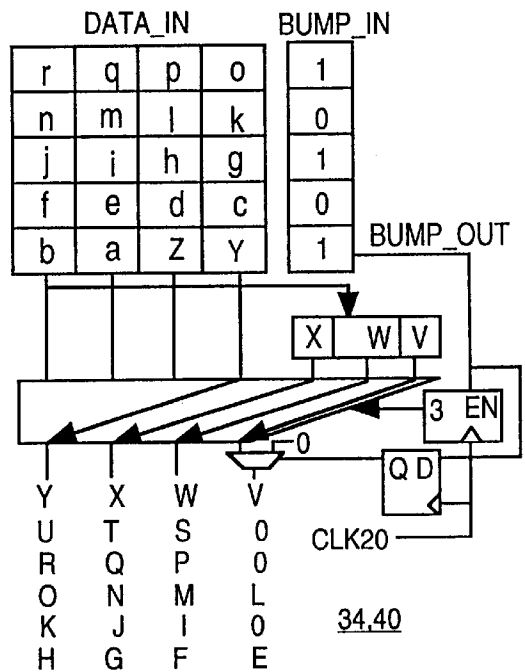 DATA_IN BUMP_IN
r q p o 1
n m l k 0
j i h g 1
f e d c 0
b a Z Y 1
BUMP_OUT
X W V
3 EN
0
Q D
CLK20
Y X W V
U T S 0
R Q P 0
O N M L
K J I 0
H G F E
34,40